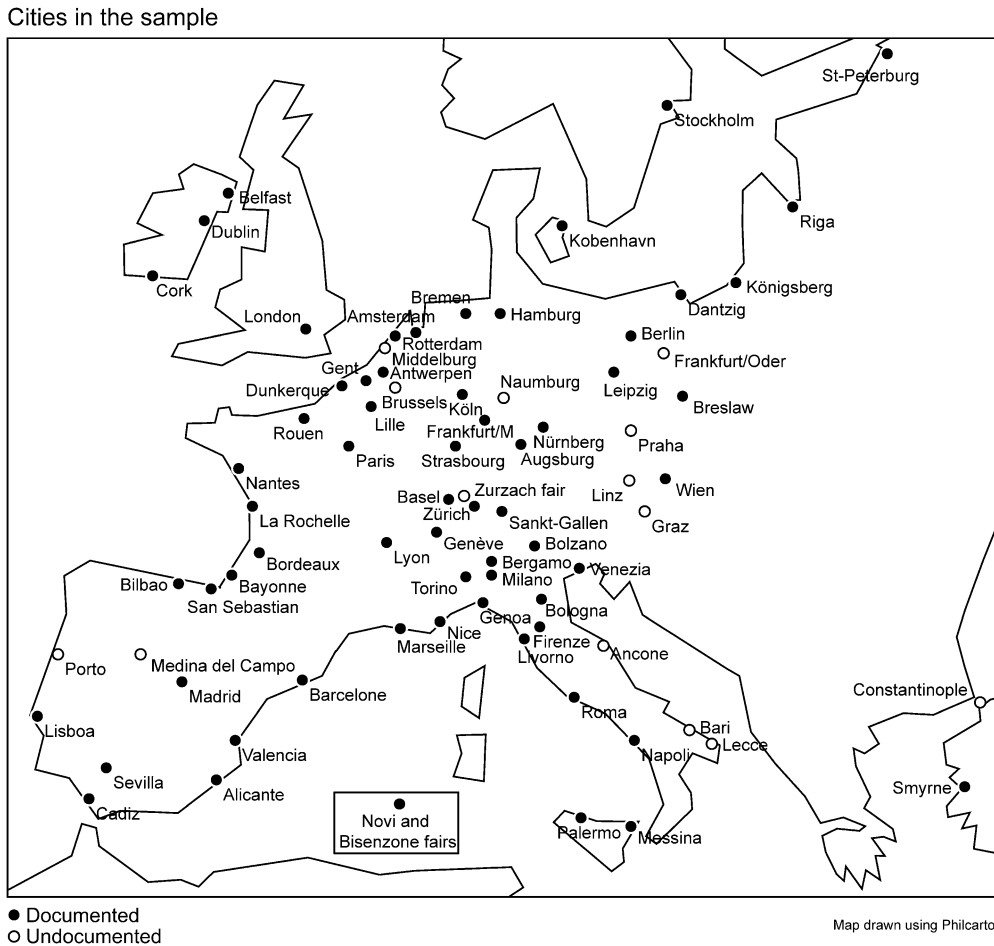 Cities in the sample
St-Peterburg
Stockholm
Belfast
Riga
Dublin
Kobenhavn
Cork
Königsberg
Bremen
Dantzig
London
Amsterdam
Hamburg
Berlin
Rotterdam
Middelburg
Frankfurt/Oder
Gent
Antwerpen
Naumburg
Dunkerque
Leipzig
Brussels
Köln
Breslaw
Lille
Rouen
Frankfurt/M
Nürnberg
Praha
Paris
Strasbourg
Augsburg
Nantes
Basel
Zurzach fair
Linz
Wien
Zürich
La Rochelle
Sankt-Gallen
Graz
Genève
Bolzano
Lyon
Bordeaux
Bergamo
Venezia
Bilbao
Bayonne
Torino
Milano
San Sebastian
Bologna
Genoa
Nice
Firenze
Marseille
Livorno
Ancone
Porto
Medina del Campo
Madrid
Barcelone
Constantinople
Roma
Lisboa
Bari
Lecce
Valencia
Napoli
Sevilla
Alicante
Smyrne
Cadiz
Novi and
Bisenzone fairs
Palermo
Messina
Documented
Undocumented
Map drawn using Philcarto